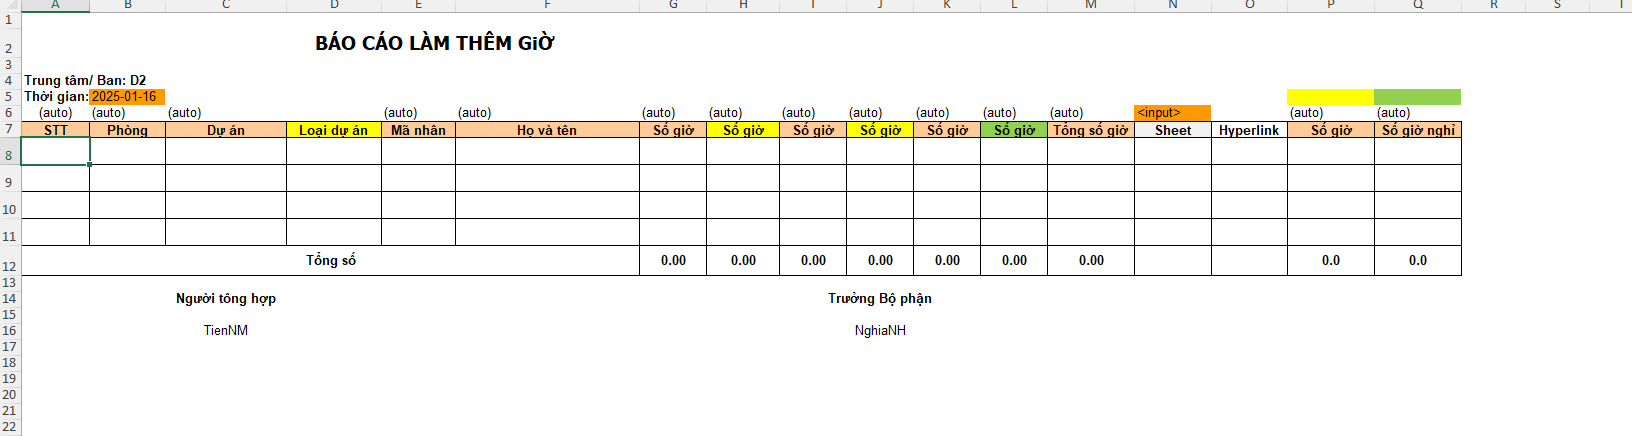 A B C D E F G H I J K L M N O P Q R S T
1
2 BÁO CÁO LÀM THÊM GiỜ
3
4 Trung tâm/ Ban: D2
5 Thời gian: 2025-01-16
6 (auto) (auto) (auto) (auto) (auto) (auto) (auto) (auto) (auto) (auto) (auto) (auto) <input> (auto) (auto)
7 STT Phòng Dự án Loại dự án Mã nhân Họ và tên Số giờ Số giờ Số giờ Số giờ Số giờ Số giờ Tổng số giờ Sheet Hyperlink Số giờ Số giờ nghỉ
8
9
10
11
12 Tổng số 0.00 0.00 0.00 0.00 0.00 0.00 0.00 0.0 0.0
13
14 Người tông hợp Trưởng Bộ phận
15
16 TienNM NghiaNH
17
18
19
20
21
22